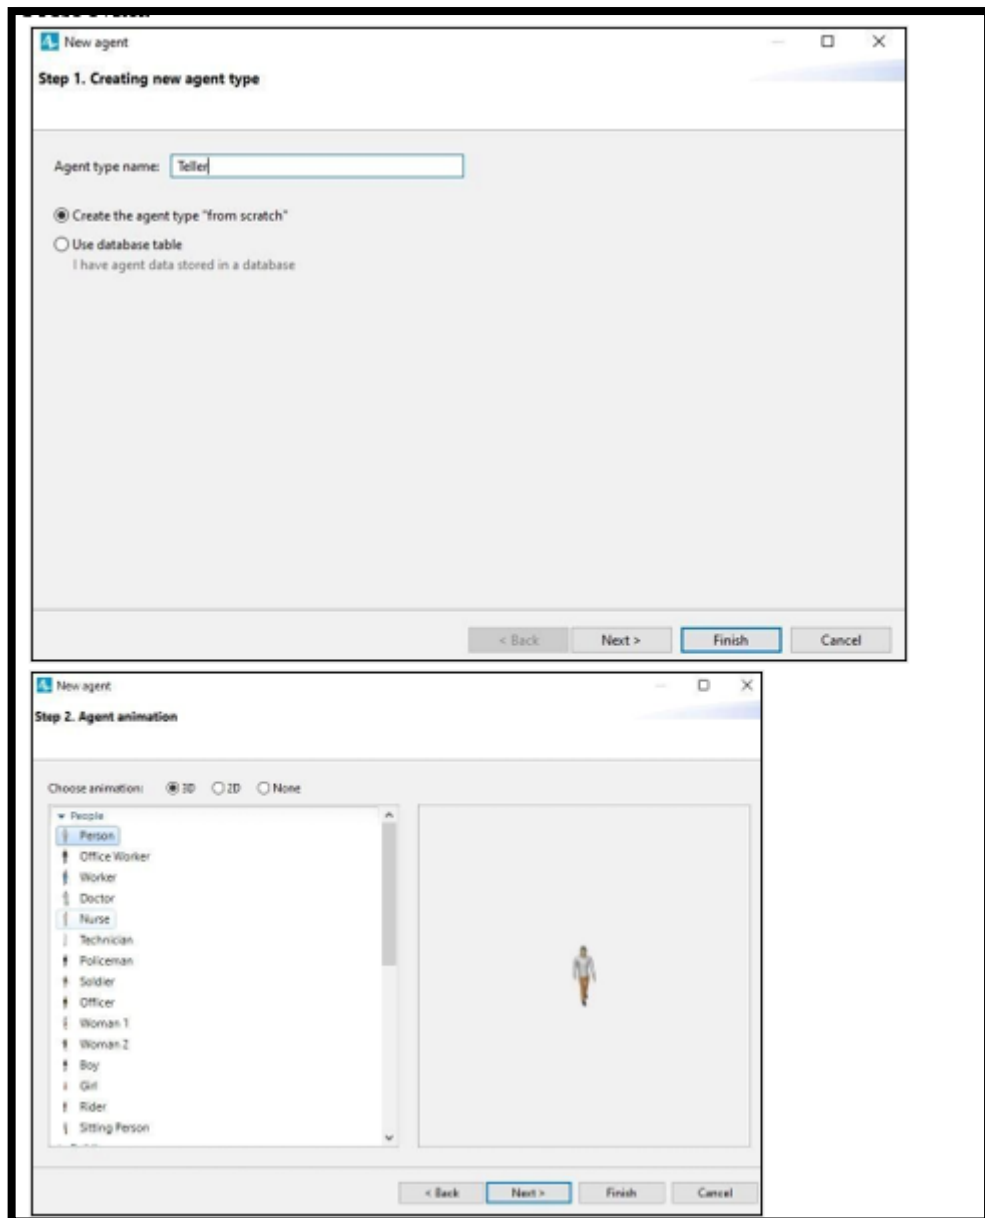 New agent
Step 1. Creating new agent type
Agent type name: Teller
Create the agent type "from scratch"
Use database table
I have agent data stored in a database
< Back Next > Finish Cancel
New agent
Step 2. Agent animation
Choose animation: 3D 2D None
People
Person
Office Worker
Worker
Doctor
Nurse
Technician
Policeman
Soldier
Officer
Woman 1
Woman 2
Boy
Girl
Rider
Sitting Person
< Back Next > Finish Cancel